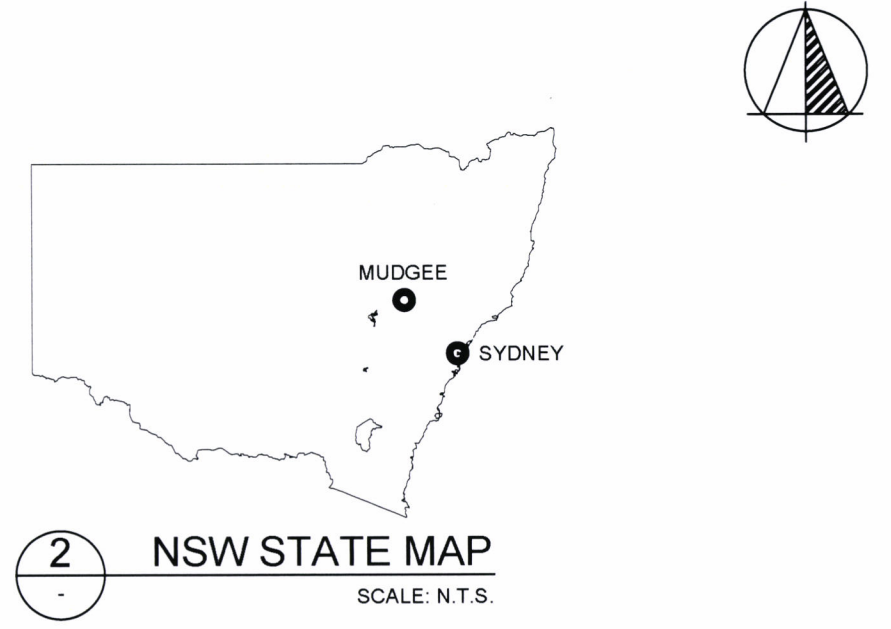 MUDGEE
SYDNEY
2
-
NSW STATE MAP
SCALE: N.T.S.